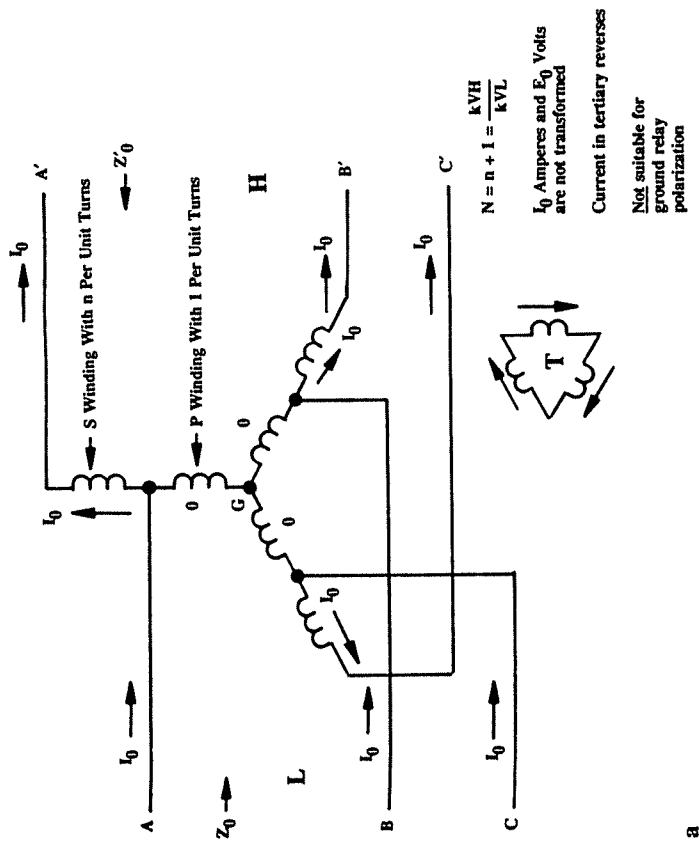 A
B
C
A′
B′
C′
I₀
I₀
I₀
I₀
I₀
I₀
I₀
I₀
I₀
Z₀
Z′₀
L
H
S Winding With n Per Unit Turns
P Winding With 1 Per Unit Turns
0
0
0
G
T
N = n + 1 = kVH
kVL
I₀ Amperes and E₀ Volts
are not transformed
Current in tertiary reverses
Not suitable for
ground relay
polarization
a